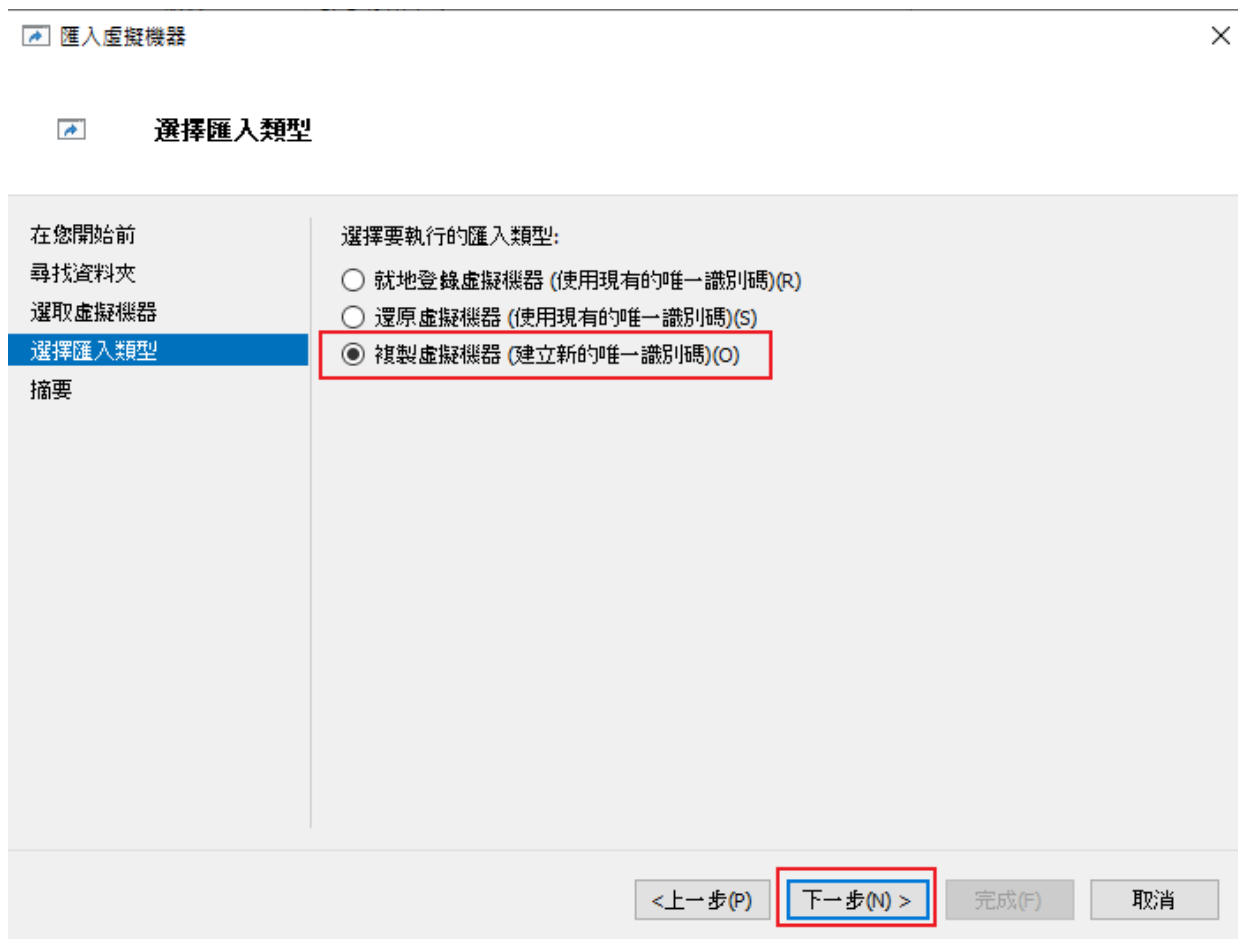 匯入虛擬機器
選擇匯入類型
在您開始前
尋找資料夾
選取虛擬機器
選擇匯入類型
摘要
選擇要執行的匯入類型:
就地登錄虛擬機器 (使用現有的唯一識別碼)(R)
還原虛擬機器 (使用現有的唯一識別碼)(S)
複製虛擬機器 (建立新的唯一識別碼)(O)
<上一步(P) 下一步(N) > 完成(F) 取消